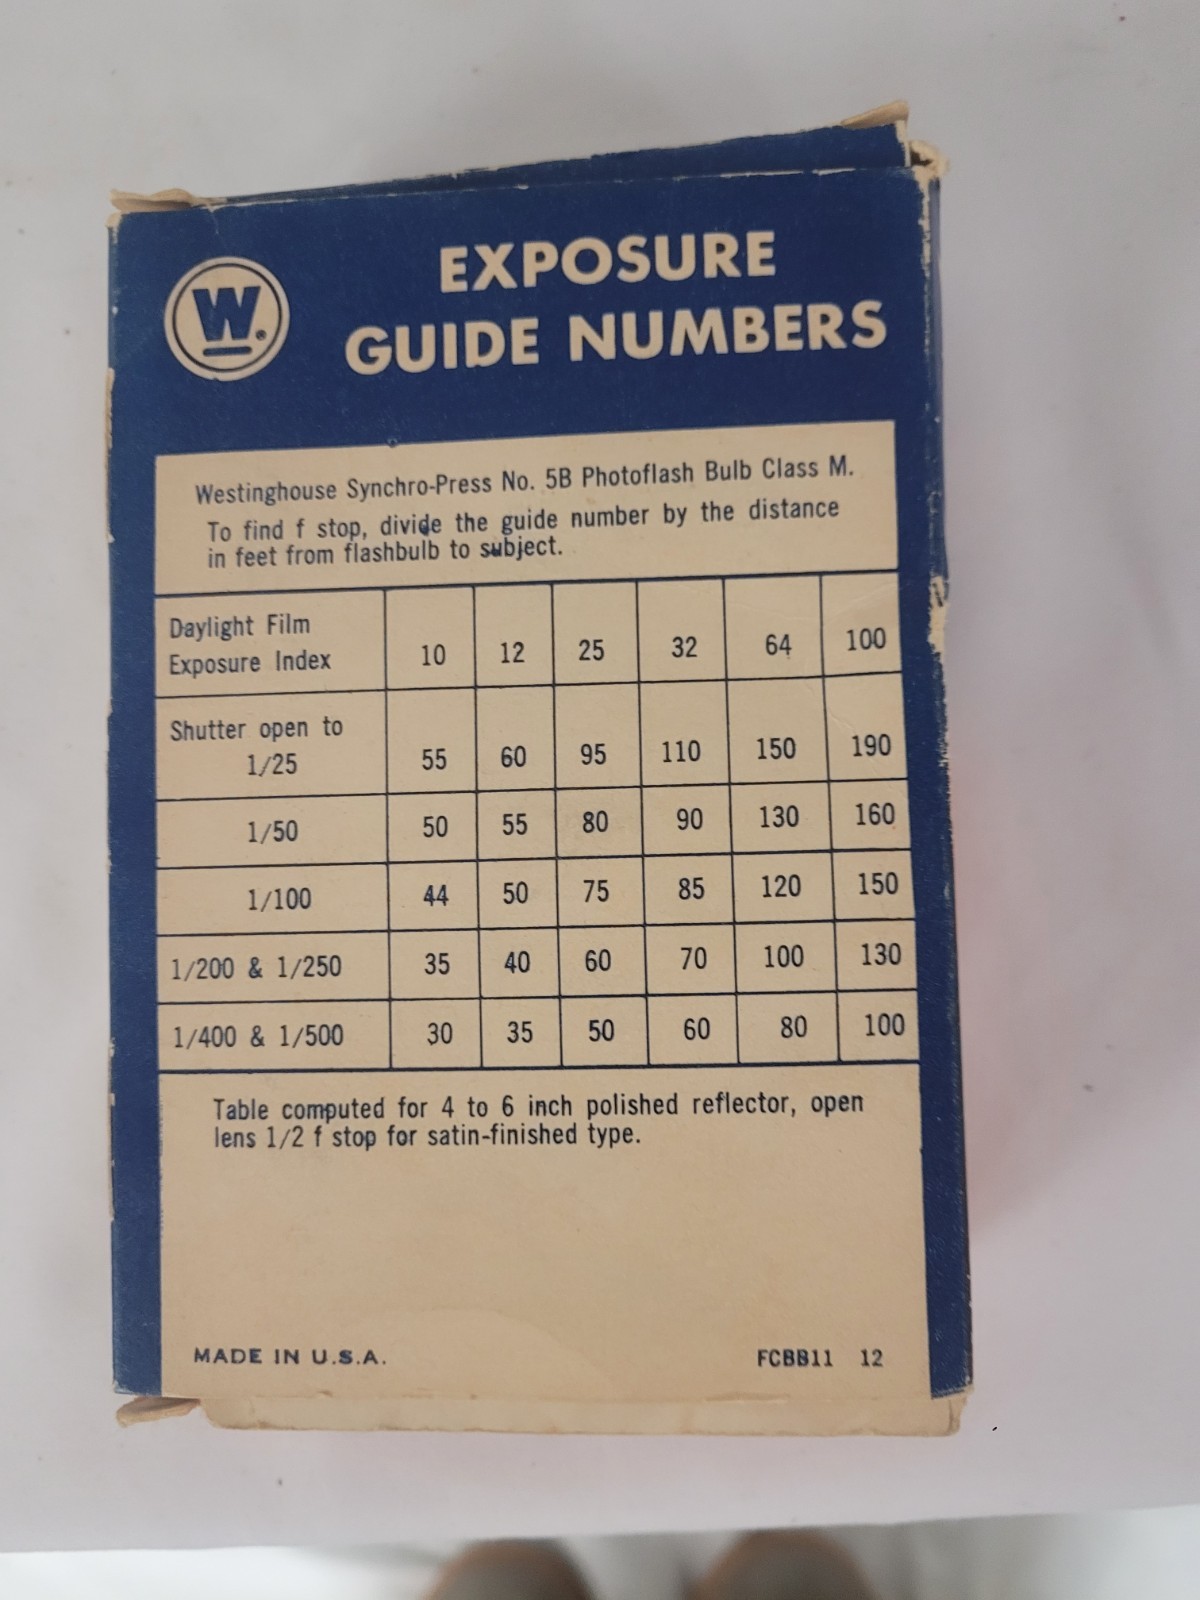 W®
EXPOSURE
GUIDE NUMBERS
Westinghouse Synchro-Press No. 5B Photoflash Bulb Class M.
To find f stop, divide the guide number by the distance
in feet from flashbulb to subject.
Daylight Film
Exposure Index 10 12 25 32 64 100
Shutter open to
1/25 55 60 95 110 150 190
1/50 50 55 80 90 130 160
1/100 44 50 75 85 120 150
1/200 & 1/250 35 40 60 70 100 130
1/400 & 1/500 30 35 50 60 80 100
Table computed for 4 to 6 inch polished reflector, open
lens 1/2 f stop for satin-finished type.
MADE IN U.S.A. FCBB11 12